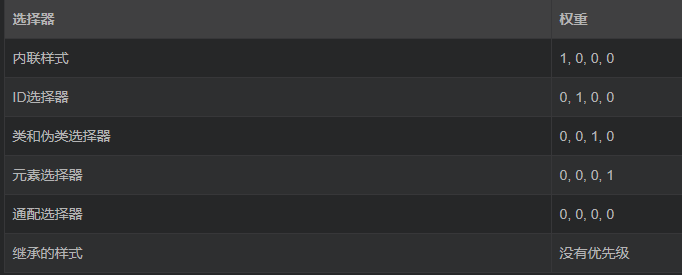 选择器 权重
内联样式 1, 0, 0, 0
ID选择器 0, 1, 0, 0
类和伪类选择器 0, 0, 1, 0
元素选择器 0, 0, 0, 1
通配选择器 0, 0, 0, 0
继承的样式 没有优先级